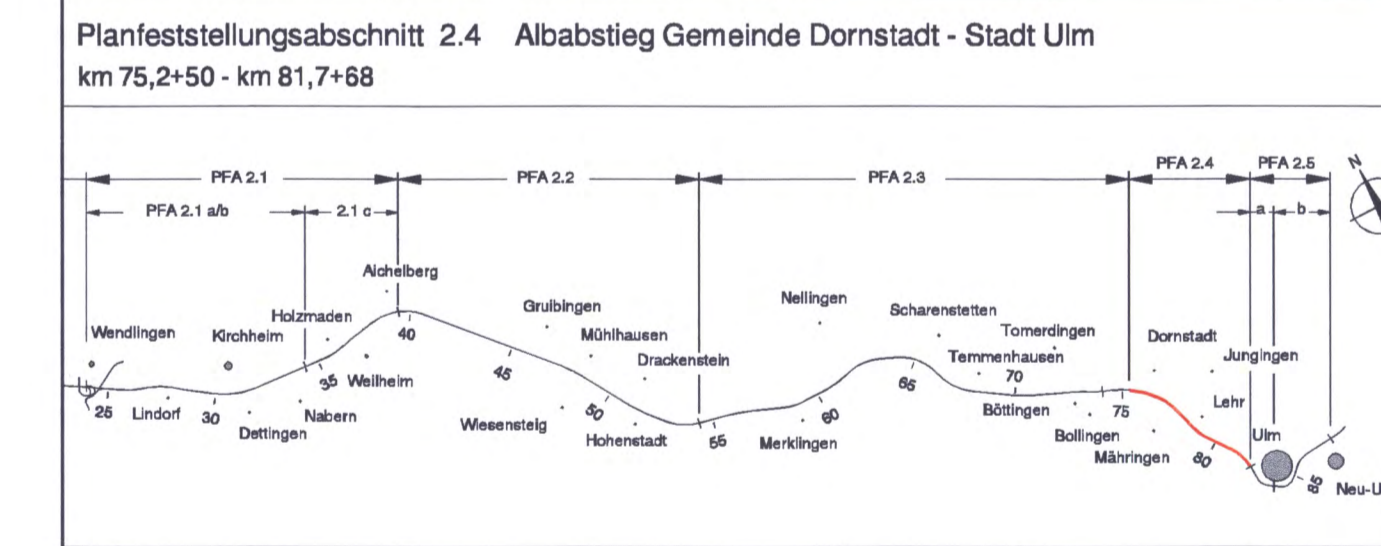 Planfeststellungsabschnitt 2.4 Albabstieg Gemeinde Dornstadt - Stadt Ulm
km 75,2+50 - km 81,7+68
PFA 2.1
PFA 2.2
PFA 2.3
PFA 2.4
PFA 2.5
N
PFA 2.1 a/b
2.1 c
a
b
Aichelberg
Nellingen
Gruibingen
Scharenstetten
Holzmaden
Wendlingen
Kirchheim
40
Mühlhausen
Tomerdingen
Dornstadt
Drackenstein
Temmenhausen
Jungingen
45
35
Weilheim
65
70
25
Lindorf
30
Nabern
50
60
Böttingen
75
Lehr
Dettingen
Wiesensteig
Hohenstadt
55
Merklingen
Bollingen
Ulm
Mähringen
80
85
Neu-U